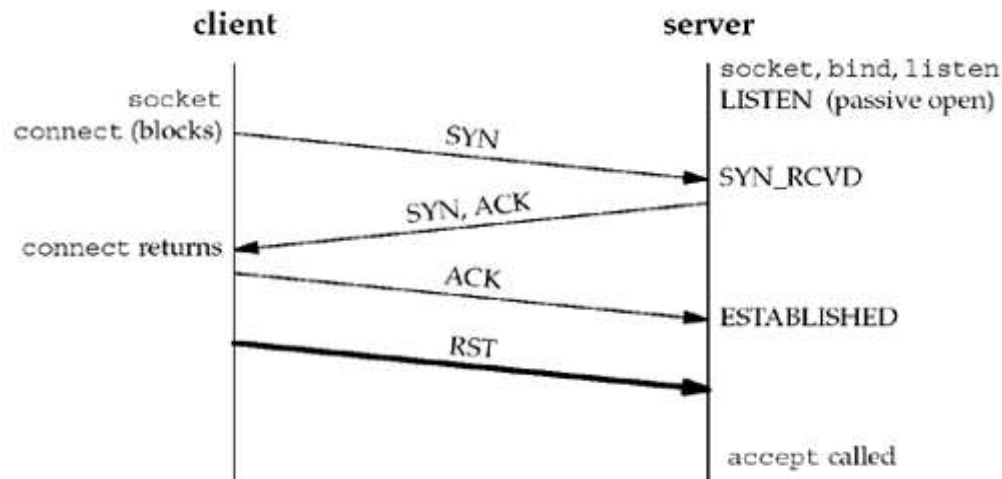 client
server
socket, bind, listen
LISTEN (passive open)
socket
connect (blocks)
SYN
SYN_RCVD
SYN, ACK
connect returns
ACK
ESTABLISHED
RST
accept called